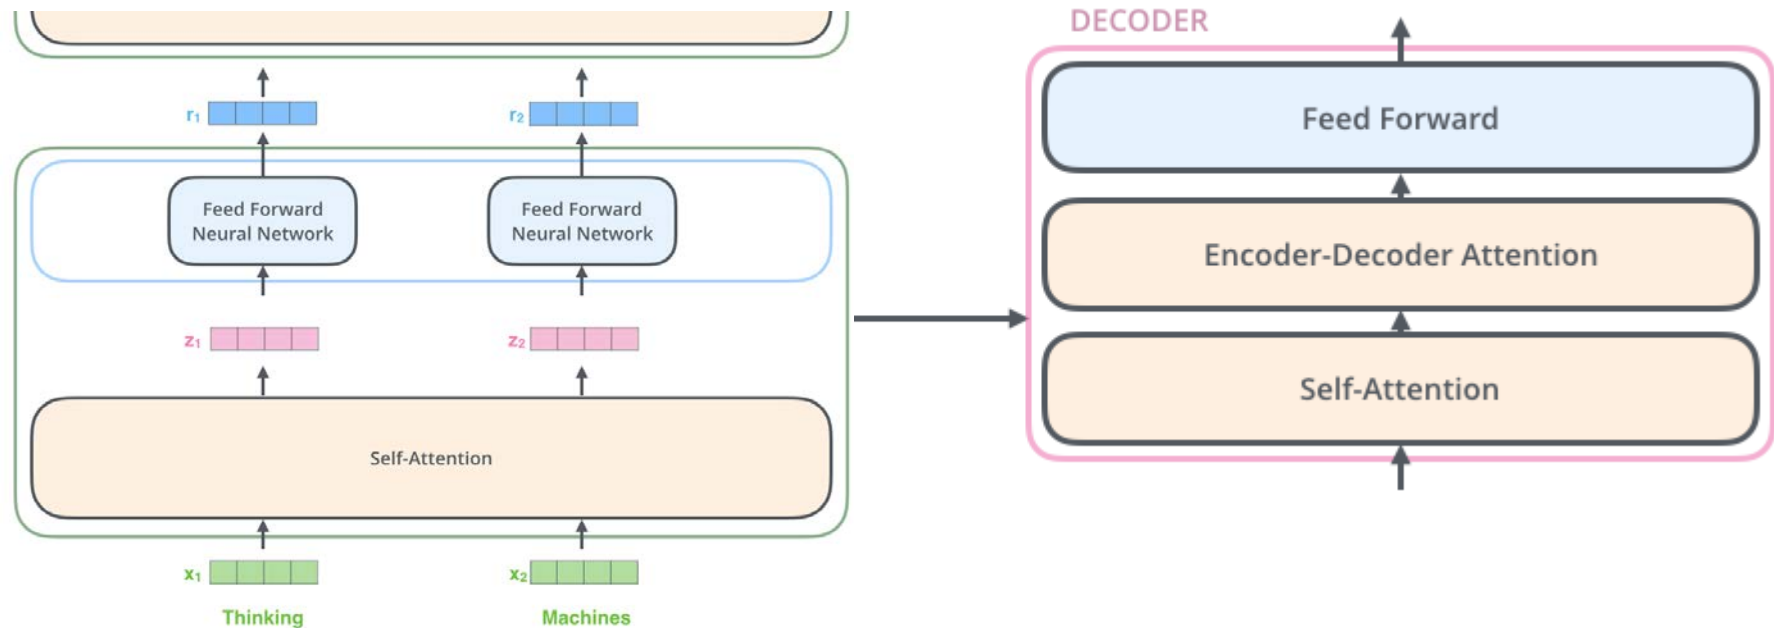 r₁
r₂
Feed Forward
Neural Network
Feed Forward
Neural Network
z₁
z₂
Self-Attention
x₁
x₂
Thinking
Machines
DECODER
Feed Forward
Encoder-Decoder Attention
Self-Attention